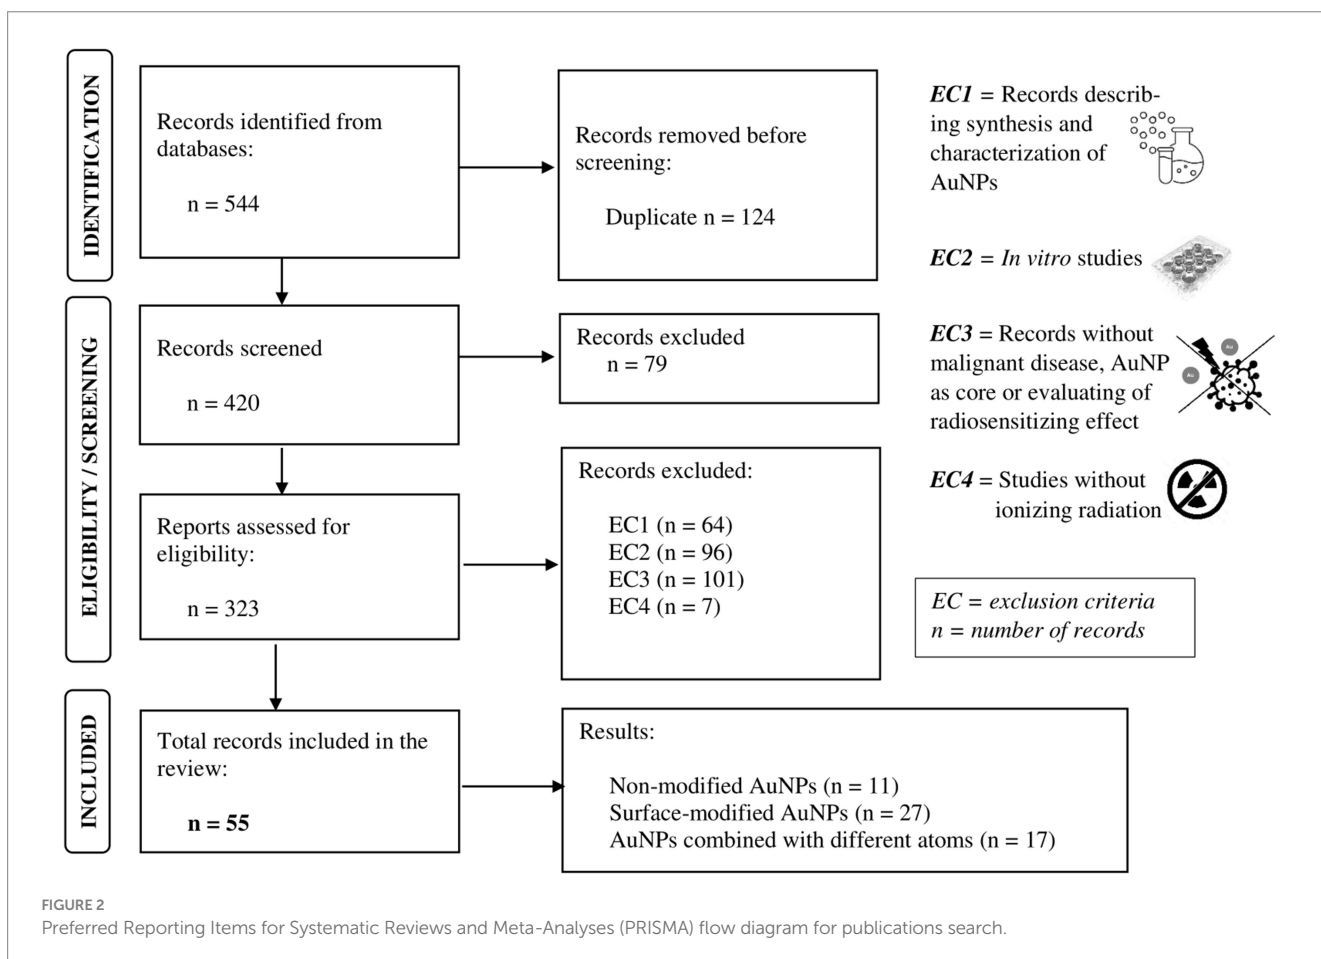 IDENTIFICATION
Records identified from
databases:
n = 544
Records removed before
screening:
Duplicate n = 124
ELIGIBILITY / SCREENING
Records screened
n = 420
Records excluded
n = 79
Reports assessed for
eligibility:
n = 323
Records excluded:
EC1 (n = 64)
EC2 (n = 96)
EC3 (n = 101)
EC4 (n = 7)
INCLUDED
Total records included in the
review:
n = 55
Results:
Non-modified AuNPs (n = 11)
Surface-modified AuNPs (n = 27)
AuNPs combined with different atoms (n = 17)
EC1 = Records describ-
ing synthesis and
characterization of
AuNPs
EC2 = In vitro studies
EC3 = Records without
malignant disease, AuNP
as core or evaluating of
radiosensitizing effect
Au
Au
EC4 = Studies without
ionizing radiation
EC = exclusion criteria
n = number of records
FIGURE 2
Preferred Reporting Items for Systematic Reviews and Meta-Analyses (PRISMA) flow diagram for publications search.